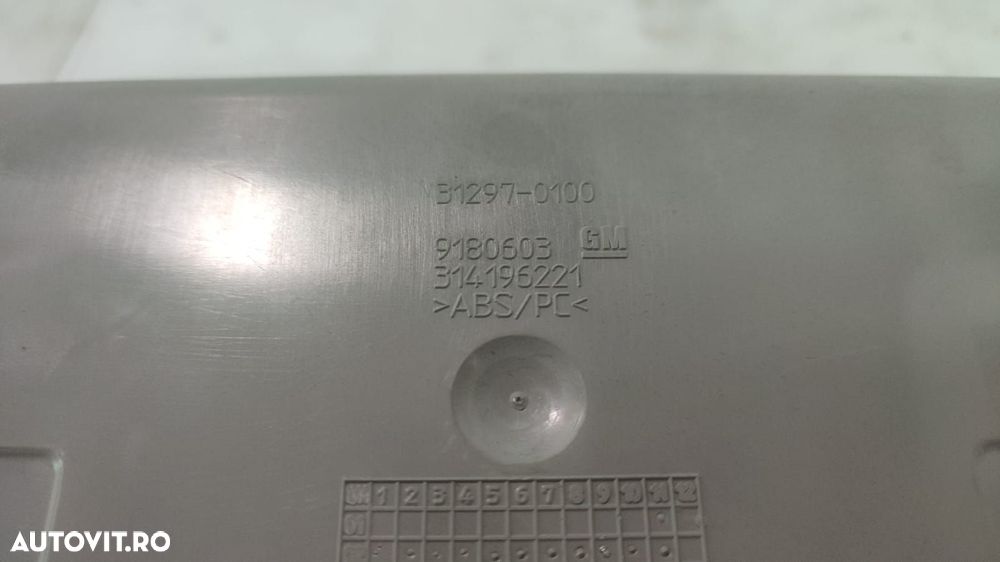 31297-0100
9180603 GM
314196221
>ABS/PC<
1 2 3 4 5 6 7 8 9 10 11 12
01
AUTOVIT.RO